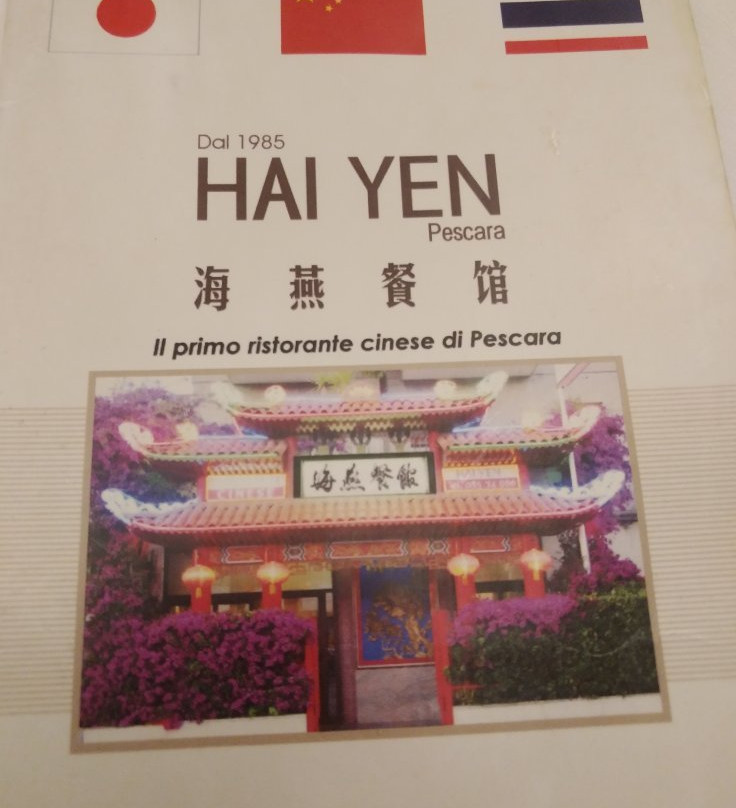 Dal 1985
HAI YEN
Pescara
海燕餐馆
Il primo ristorante cinese di Pescara
海燕餐館
CINESE